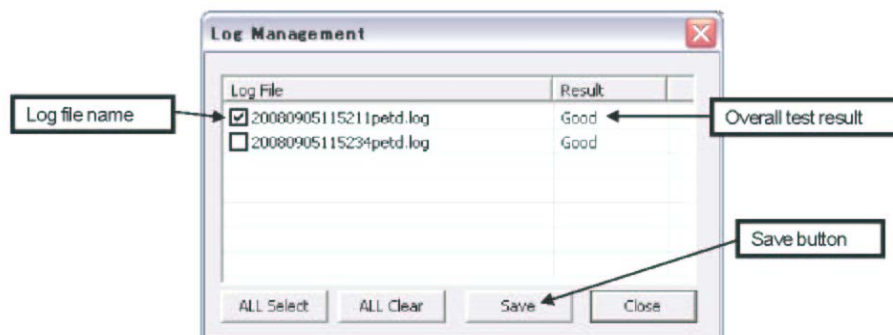 Log Management
Log File Result
Log file name
20080905115211petd.log Good
Overall test result
20080905115234petd.log Good
Save button
ALL Select ALL Clear Save Close